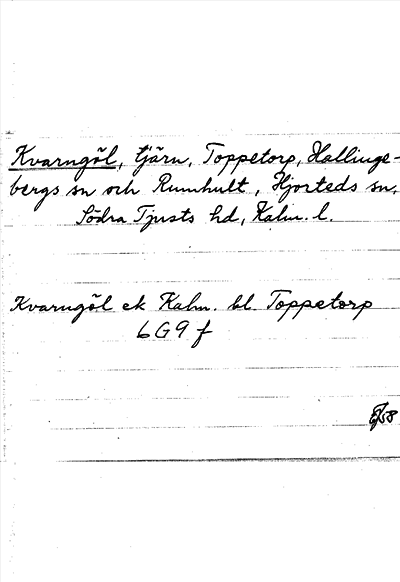 Kvarngöl, tjärn, Toppetorp, Hallinge-
bergs sn och Rumhult, Hjorteds sn,
Södra Tjusts hd, Kalm. l.
Kvarngöl ek Kalm. bl. Toppetorp
6G9f